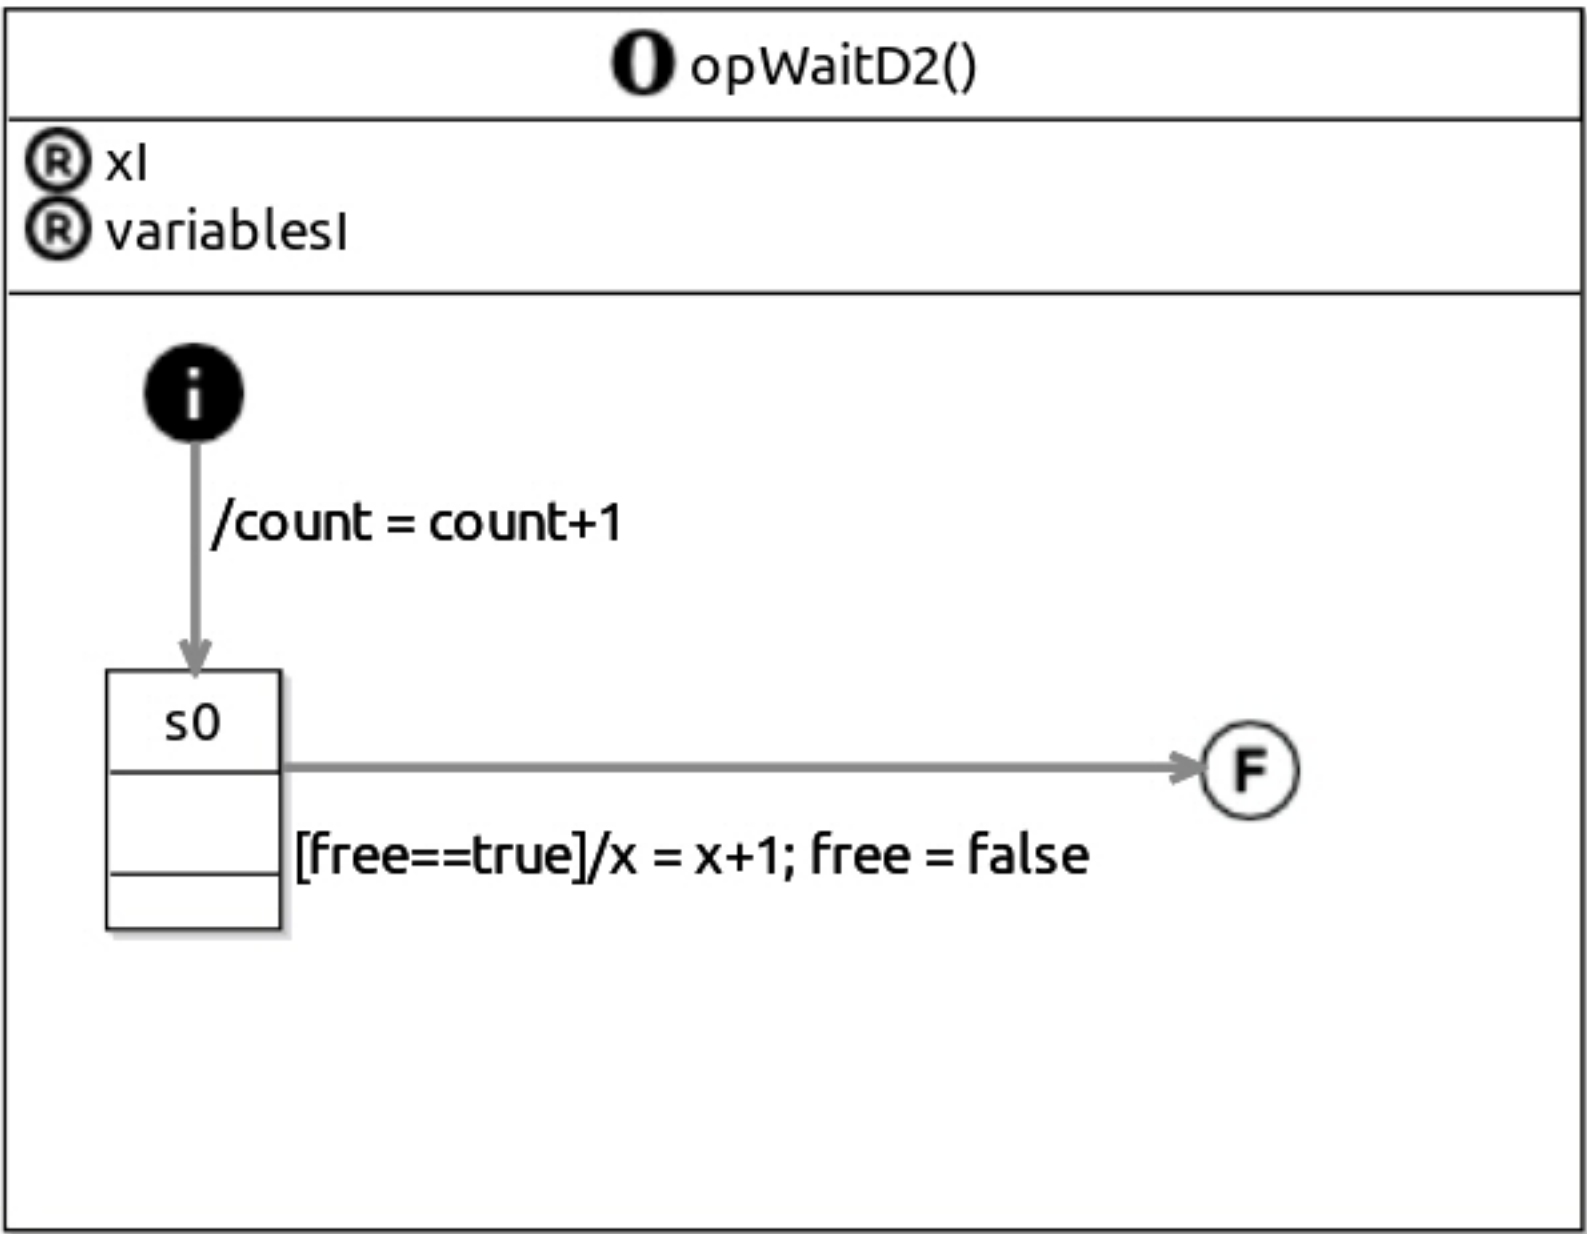 O opWaitD2()
R xI
R variablesI
i
/count = count+1
s0
F
[free==true]/x = x+1; free = false